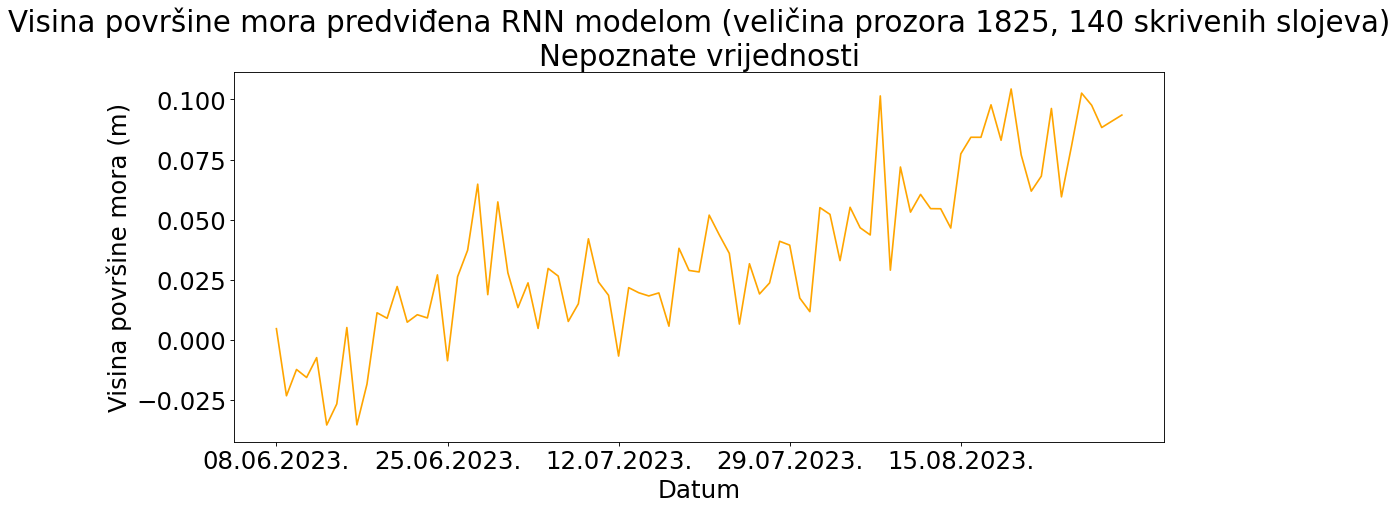 Visina površine mora predviđena RNN modelom (veličina prozora 1825, 140 skrivenih slojeva)
Nepoznate vrijednosti
Visina površine mora (m)
0.100
0.075
0.050
0.025
0.000
−0.025
08.06.2023. 25.06.2023. 12.07.2023. 29.07.2023. 15.08.2023.
Datum